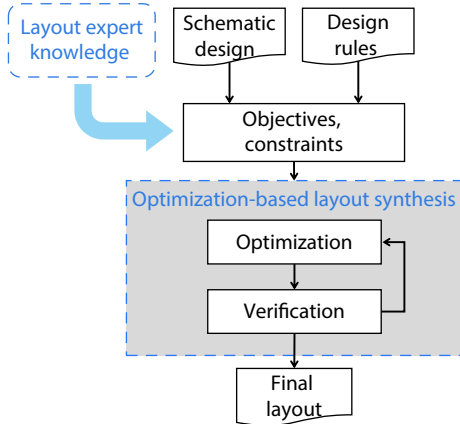 Layout expert
knowledge
Schematic
design
Design
rules
Objectives,
constraints
Optimization-based layout synthesis
Optimization
Verification
Final
layout